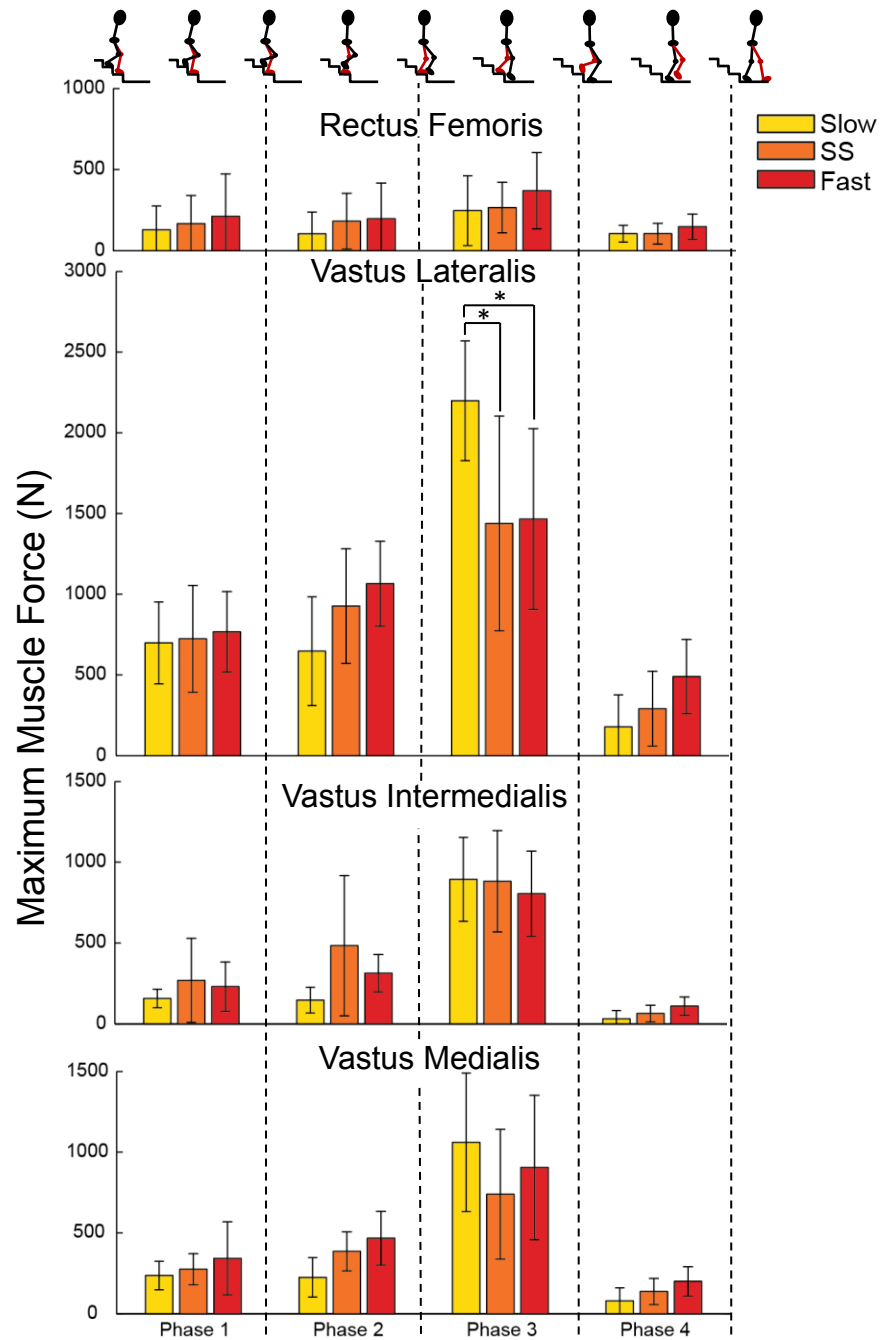 1000
Rectus Femoris
Slow
SS
Fast
500
0
3000
Vastus Lateralis
*
*
2500
2000
1500
1000
500
0
Maximum Muscle Force (N)
1500
Vastus Intermedialis
1000
500
0
1500
Vastus Medialis
1000
500
0
Phase 1
Phase 2
Phase 3
Phase 4